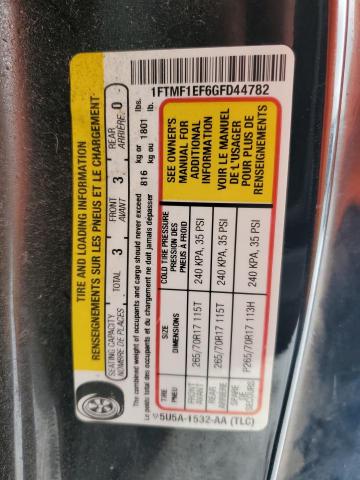 TIRE AND LOADING INFORMATION
RENSEIGNEMENTS SUR LES PNEUS ET LE CHARGEMENT
SEATING CAPACITY
NOMBRE DE PLACES
TOTAL 3
FRONT
AVANT 3
REAR
ARRIÈRE 0
The combined weight of occupants and cargo should never exceed 816 kg or 1801 lbs.
Le poids total des occupants et du chargement ne doit jamais dépasser 816 kg ou 1801 lb.
TIRE
PNEU
SIZE
DIMENSIONS
COLD TIRE PRESSURE
PRESSION DES
PNEUS À FROID
FRONT
AVANT
265/70R17 115T
240 KPA, 35 PSI
REAR
ARRIÈRE
265/70R17 115T
240 KPA, 35 PSI
SPARE
DE
SECOURS
P265/70R17 113H
240 KPA, 35 PSI
SEE OWNER'S
MANUAL FOR
ADDITIONAL
INFORMATION
VOIR LE MANUEL
DE L'USAGER
POUR PLUS DE
RENSEIGNEMENTS
5U5A-1532-AA (TLC)
1FTMF1EF6GFD44782